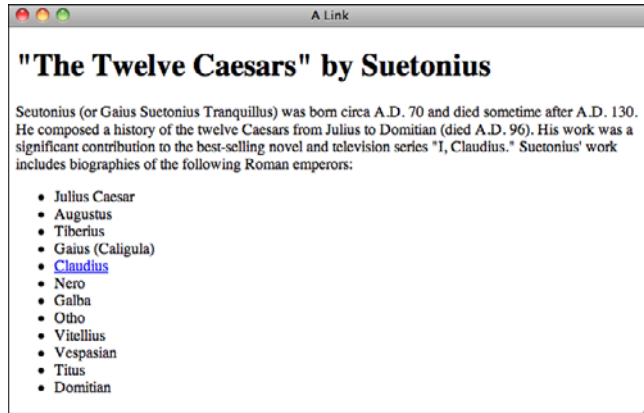 A Link
"The Twelve Caesars" by Suetonius
Seutonius (or Gaius Suetonius Tranquillus) was born circa A.D. 70 and died sometime after A.D. 130.
He composed a history of the twelve Caesars from Julius to Domitian (died A.D. 96). His work was a
significant contribution to the best-selling novel and television series "I, Claudius." Suetonius' work
includes biographies of the following Roman emperors:
• Julius Caesar
• Augustus
• Tiberius
• Gaius (Caligula)
• Claudius
• Nero
• Galba
• Otho
• Vitellius
• Vespasian
• Titus
• Domitian